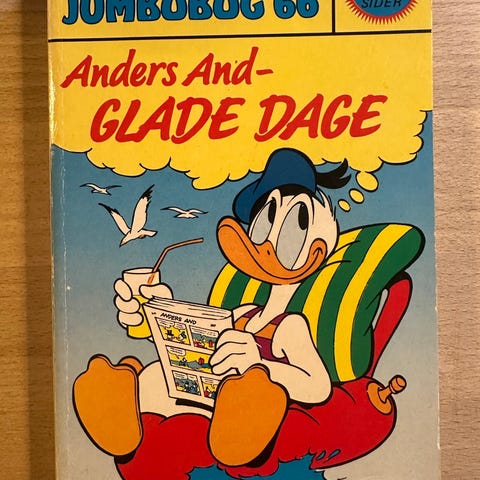 JUMBOBOG 66
SIDER
Anders And-
GLADE DAGE
ANDERS AND